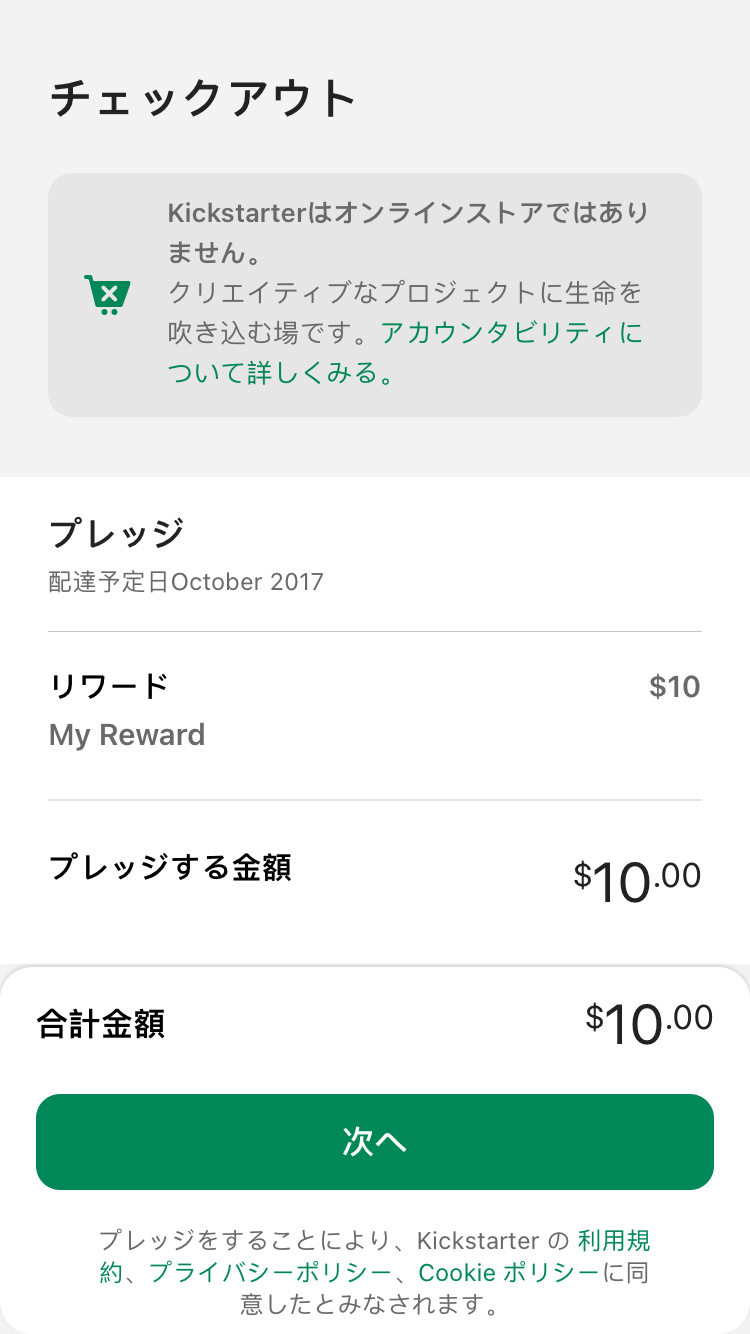 チェックアウト
Kickstarterはオンラインストアではあり
ません。
クリエイティブなプロジェクトに生命を
吹き込む場です。アカウンタビリティに
ついて詳しくみる。
プレッジ
配達予定日October 2017
リワード $10
My Reward
プレッジする金額 $10.00
合計金額 $10.00
次へ
プレッジをすることにより、Kickstarter の 利用規
約、プライバシーポリシー、Cookie ポリシーに同
意したとみなされます。